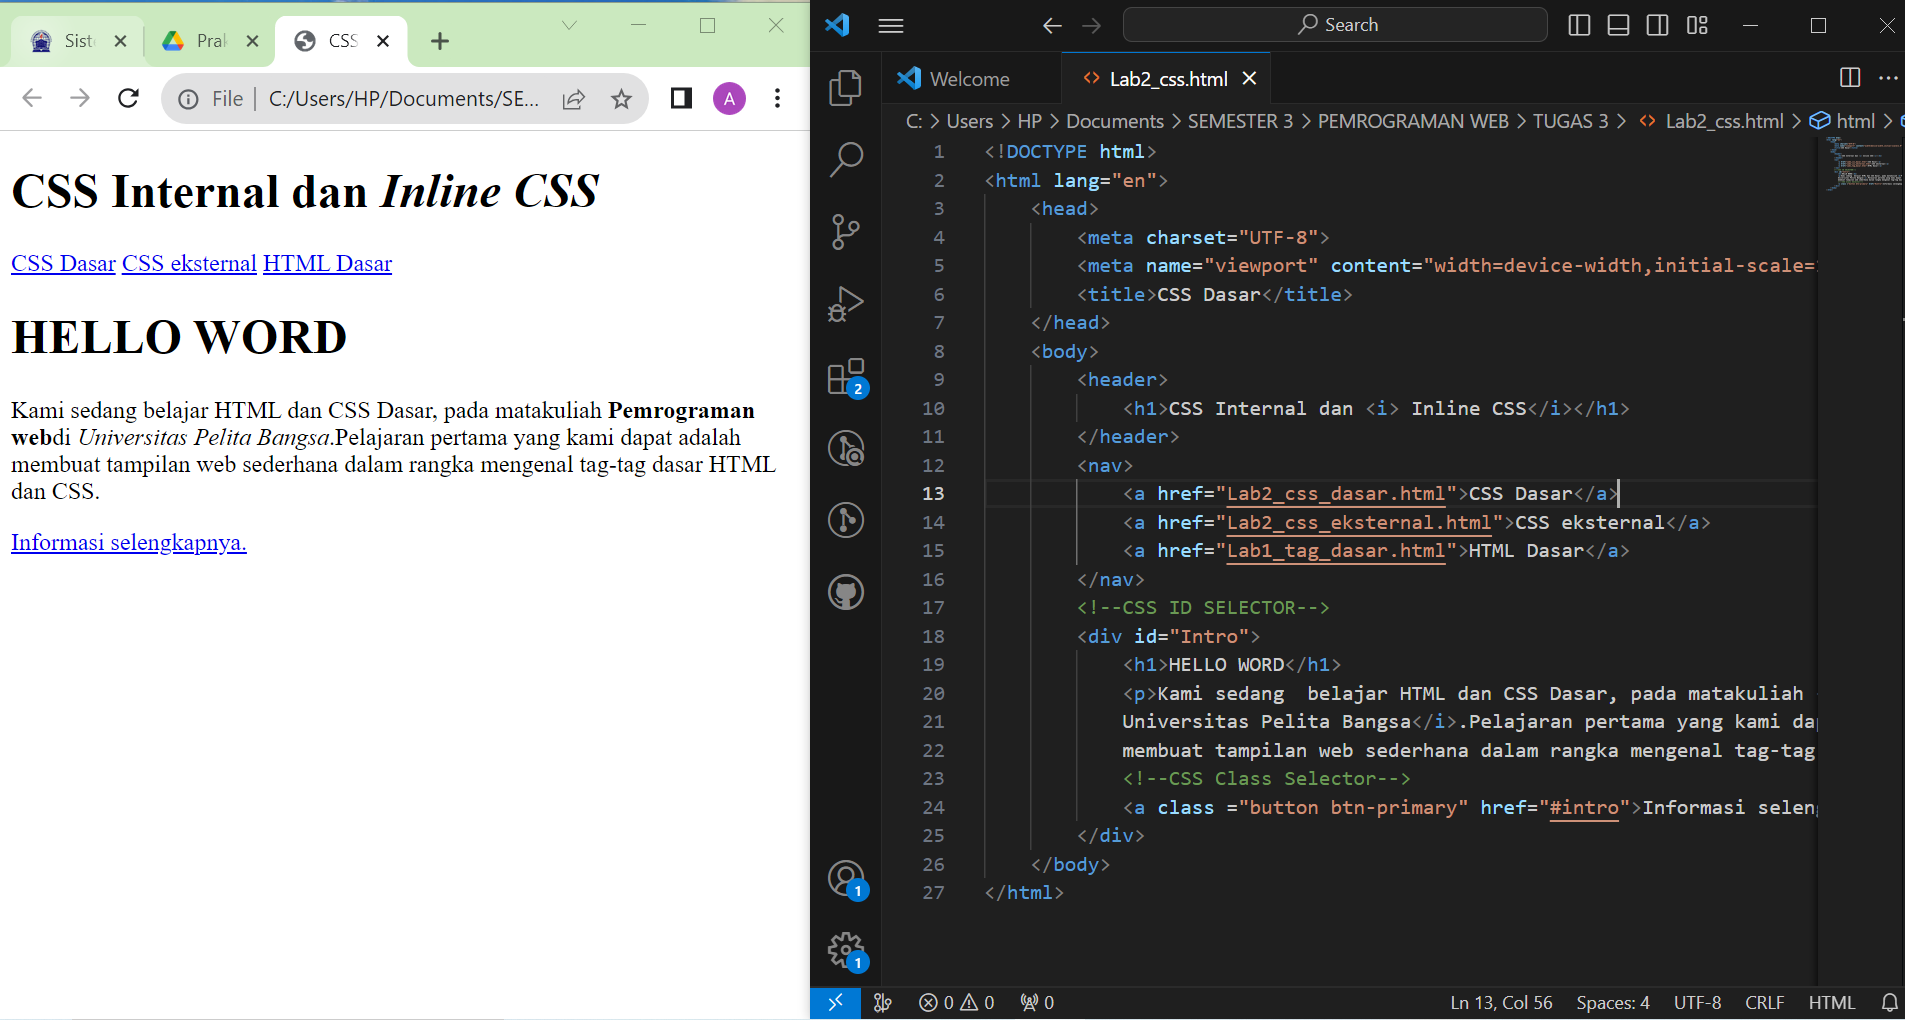 Sist
Prak
CSS
File
C:/Users/HP/Documents/SE...
A
CSS Internal dan Inline CSS
CSS Dasar CSS eksternal HTML Dasar
HELLO WORD
Kami sedang belajar HTML dan CSS Dasar, pada matakuliah Pemrograman
webdi Universitas Pelita Bangsa.Pelajaran pertama yang kami dapat adalah
membuat tampilan web sederhana dalam rangka mengenal tag-tag dasar HTML
dan CSS.
Informasi selengkapnya.
Search
Welcome
<> Lab2_css.html
C: > Users > HP > Documents > SEMESTER 3 > PEMROGRAMAN WEB > TUGAS 3 > <> Lab2_css.html > html >
1 <!DOCTYPE html>
2 <html lang="en">
3 <head>
4 <meta charset="UTF-8">
5 <meta name="viewport" content="width=device-width,initial-scale=
6 <title>CSS Dasar</title>
7 </head>
8 <body>
9 <header>
10 <h1>CSS Internal dan <i> Inline CSS</i></h1>
11 </header>
12 <nav>
13 <a href="Lab2_css_dasar.html">CSS Dasar</a>
14 <a href="Lab2_css_eksternal.html">CSS eksternal</a>
15 <a href="Lab1_tag_dasar.html">HTML Dasar</a>
16 </nav>
17 <!--CSS ID SELECTOR-->
18 <div id="Intro">
19 <h1>HELLO WORD</h1>
20 <p>Kami sedang  belajar HTML dan CSS Dasar, pada matakuliah
21 Universitas Pelita Bangsa</i>.Pelajaran pertama yang kami dap
22 membuat tampilan web sederhana dalam rangka mengenal tag-tag
23 <!--CSS Class Selector-->
24 <a class ="button btn-primary" href="#intro">Informasi seleng
25 </div>
26 </body>
27 </html>
2
1
1
0 0
0
Ln 13, Col 56
Spaces: 4
UTF-8
CRLF
HTML